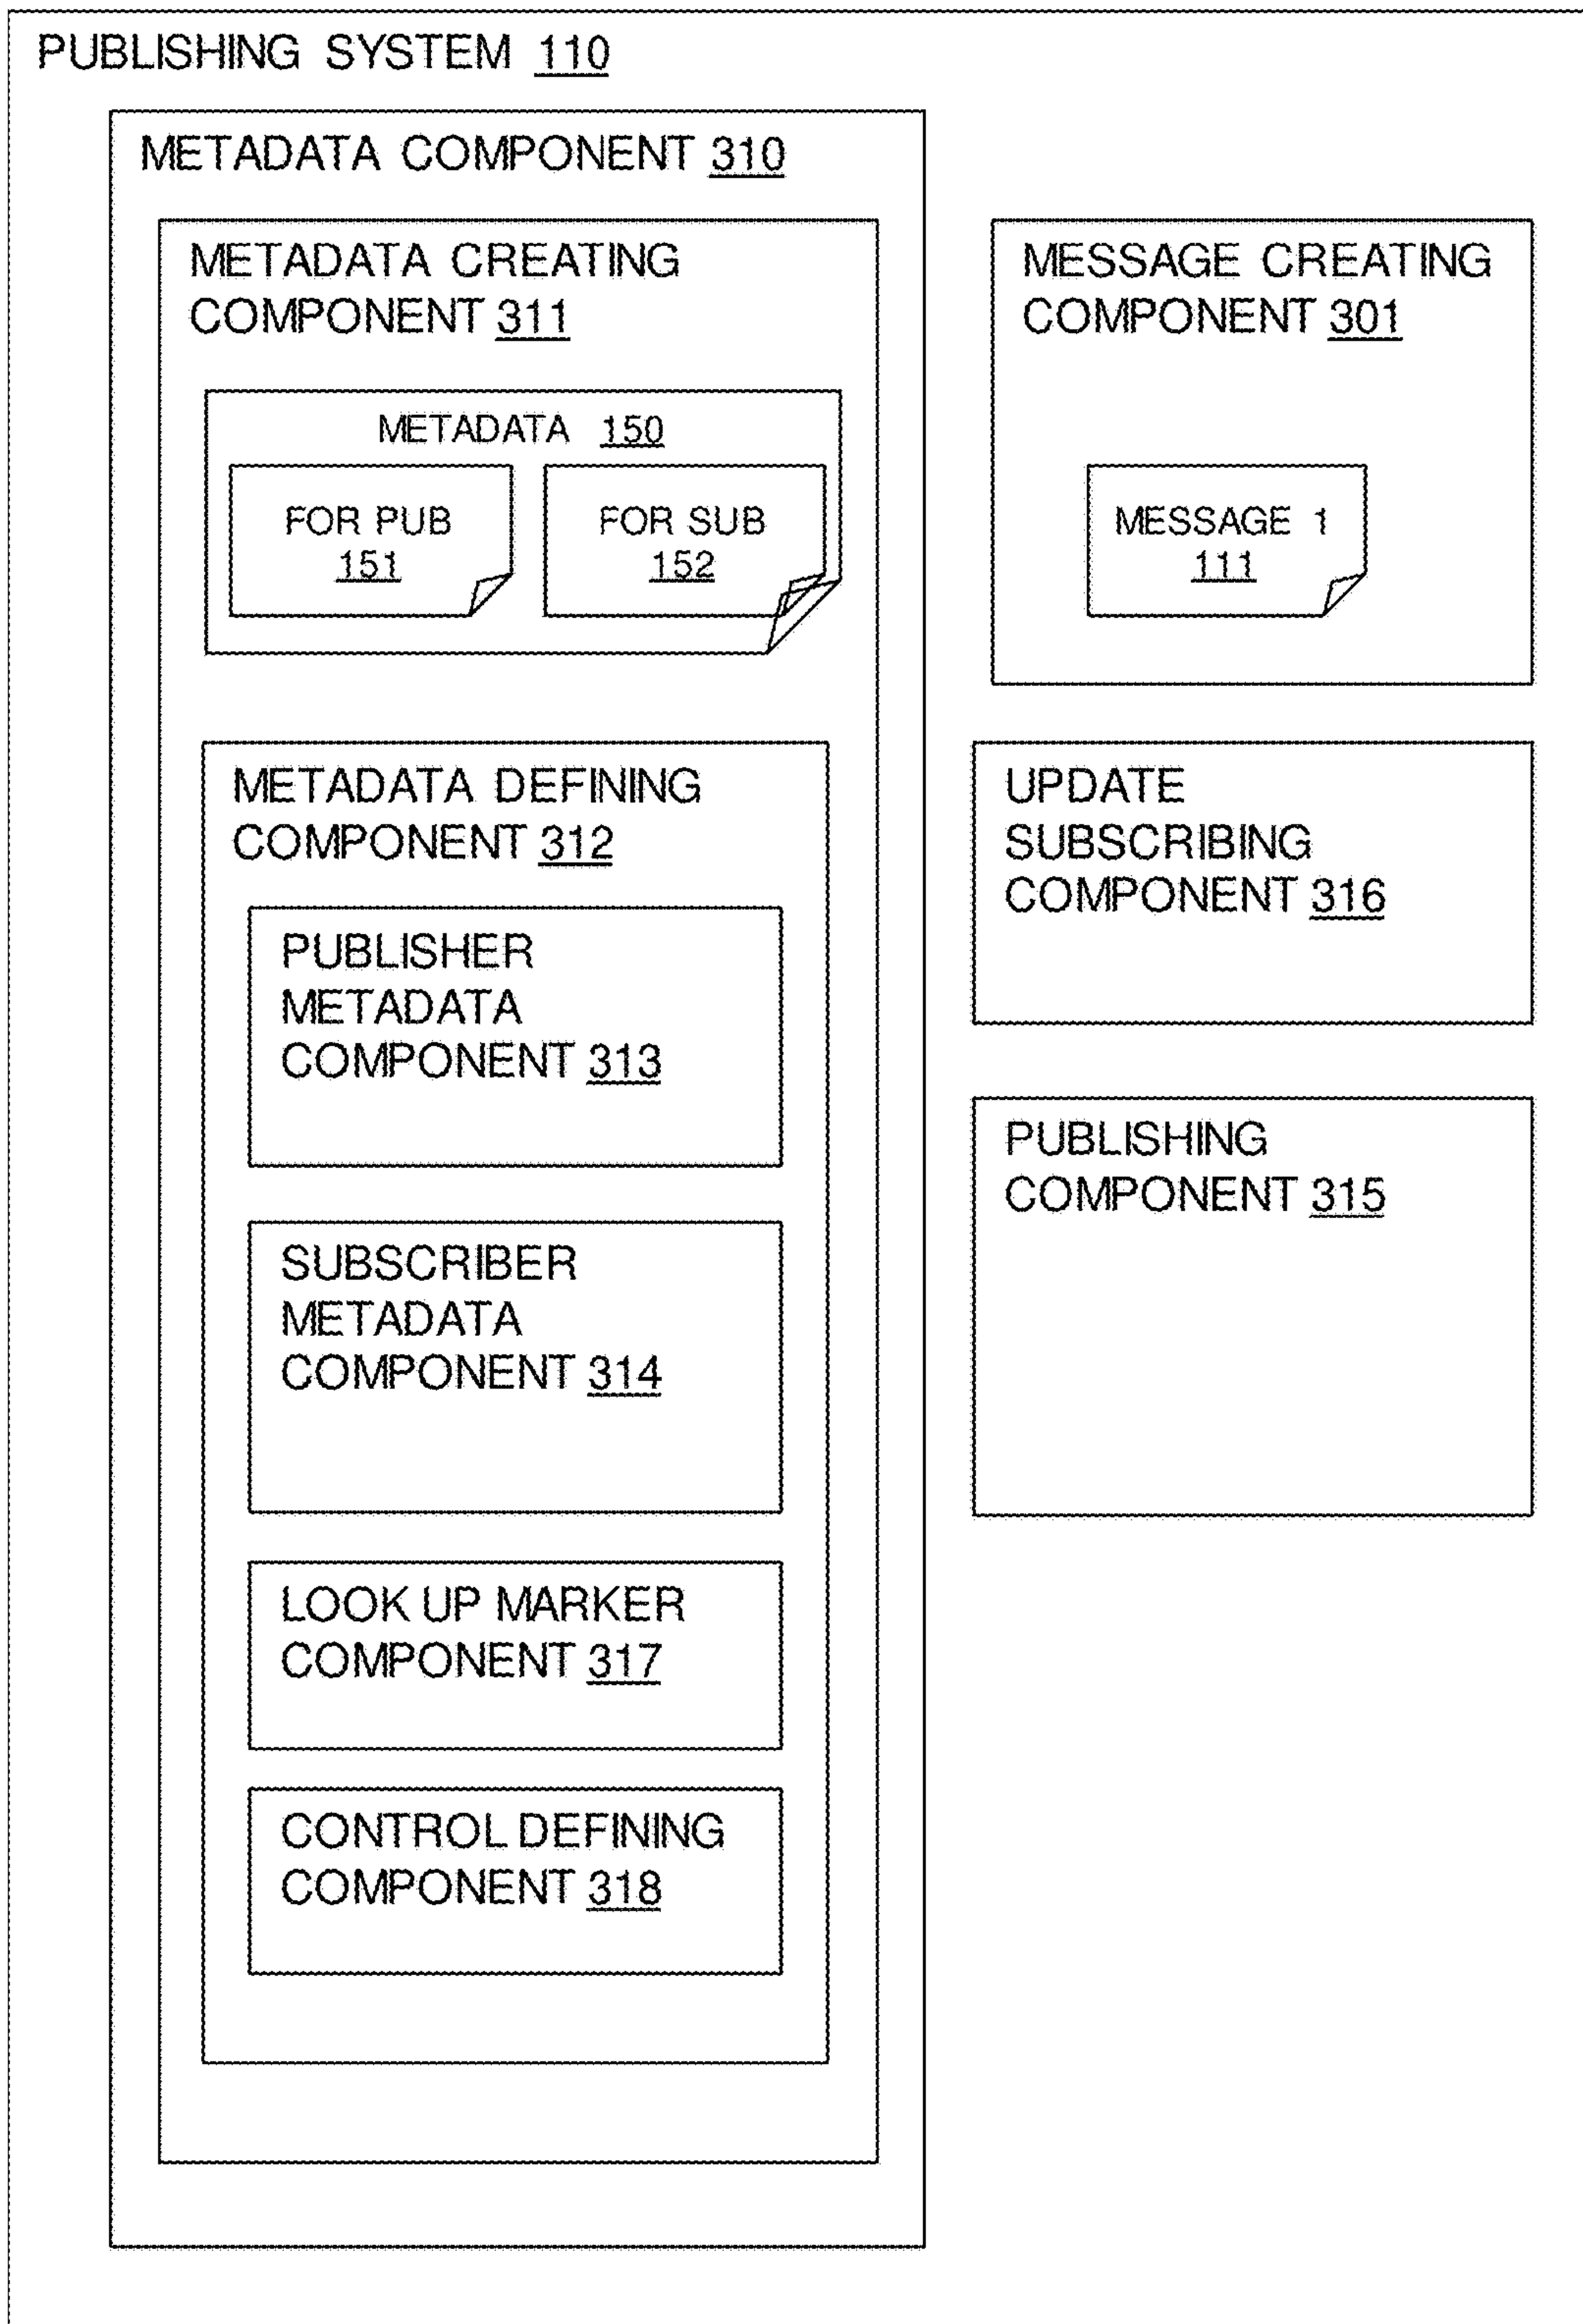 PUBLISHING SYSTEM 110
METADATA COMPONENT 310
METADATA CREATING
COMPONENT 311
METADATA 150
FOR PUB
151
FOR SUB
152
METADATA DEFINING
COMPONENT 312
PUBLISHER
METADATA
COMPONENT 313
SUBSCRIBER
METADATA
COMPONENT 314
LOOK UP MARKER
COMPONENT 317
CONTROL DEFINING
COMPONENT 318
MESSAGE CREATING
COMPONENT 301
MESSAGE 1
111
UPDATE
SUBSCRIBING
COMPONENT 316
PUBLISHING
COMPONENT 315